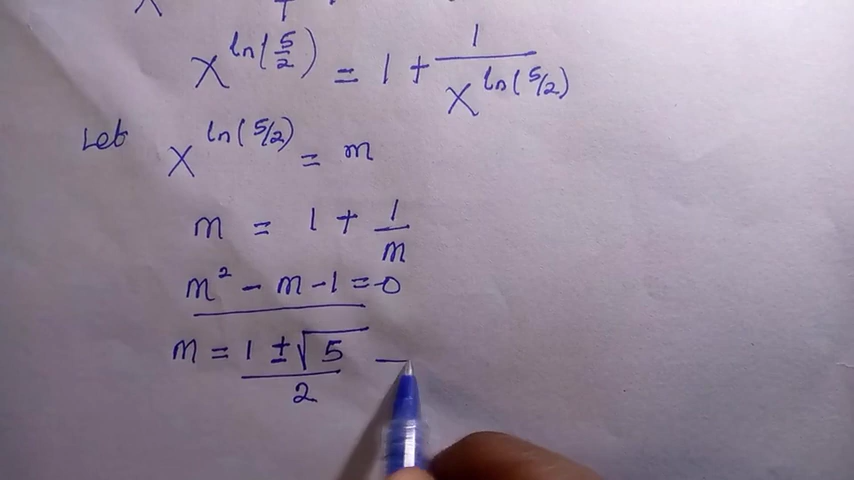 x^ln(5/2) = 1 + 1/x^ln(5/2)
Let x^ln(5/2) = m
m = 1 + 1/m
m² - m - 1 = 0
m = 1 ± √5 / 2 —